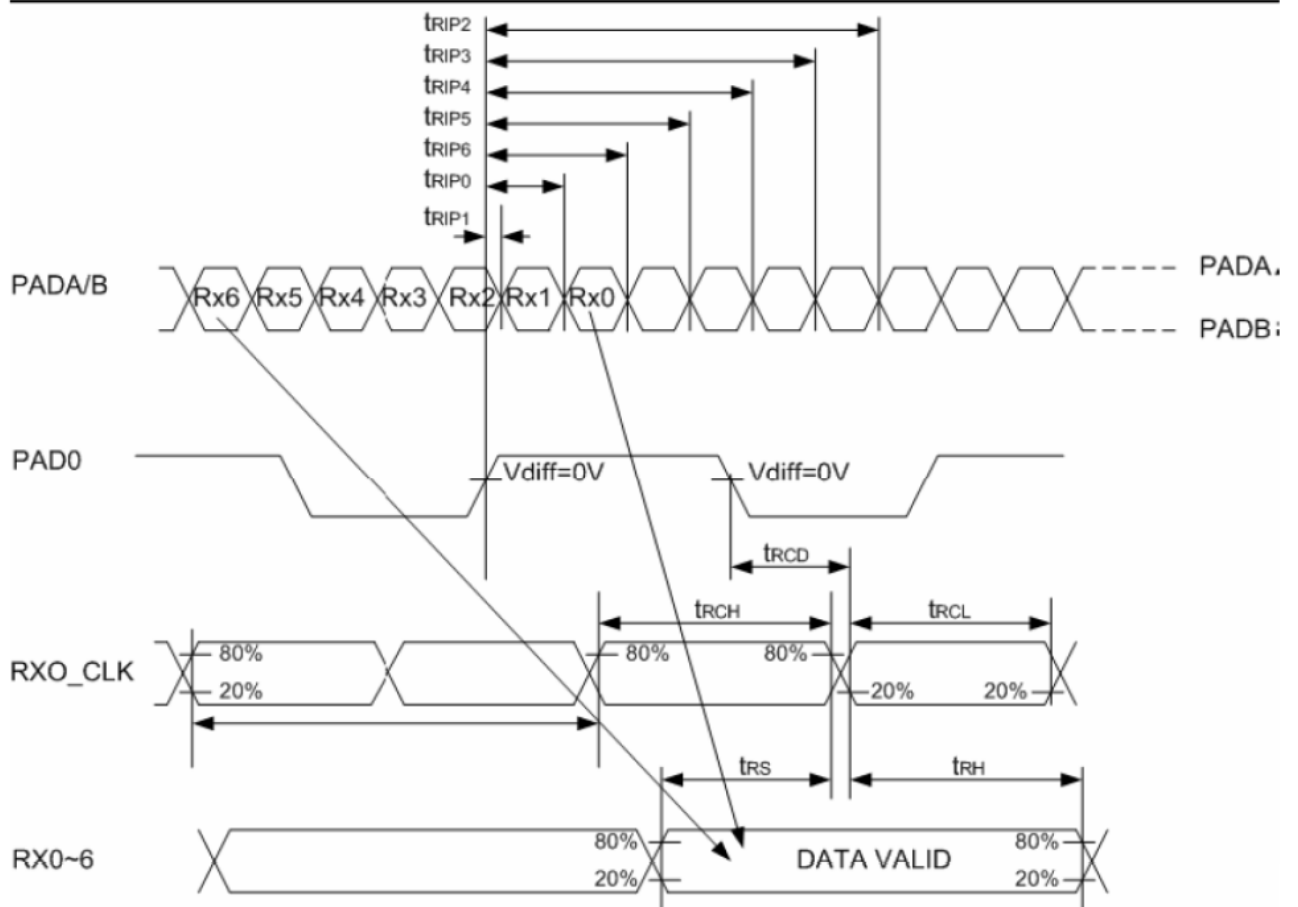 tRIP2
tRIP3
tRIP4
tRIP5
tRIP6
tRIP0
tRIP1
PADA/B Rx6 Rx5 Rx4 Rx3 Rx2 Rx1 Rx0 PADA
PADB
PAD0 Vdiff=0V Vdiff=0V
tRCD
tRCH tRCL
RXO_CLK 80% 80% 80%
20% 20% 20%
tRS tRH
RX0~6 80% DATA VALID 80%
20% 20%